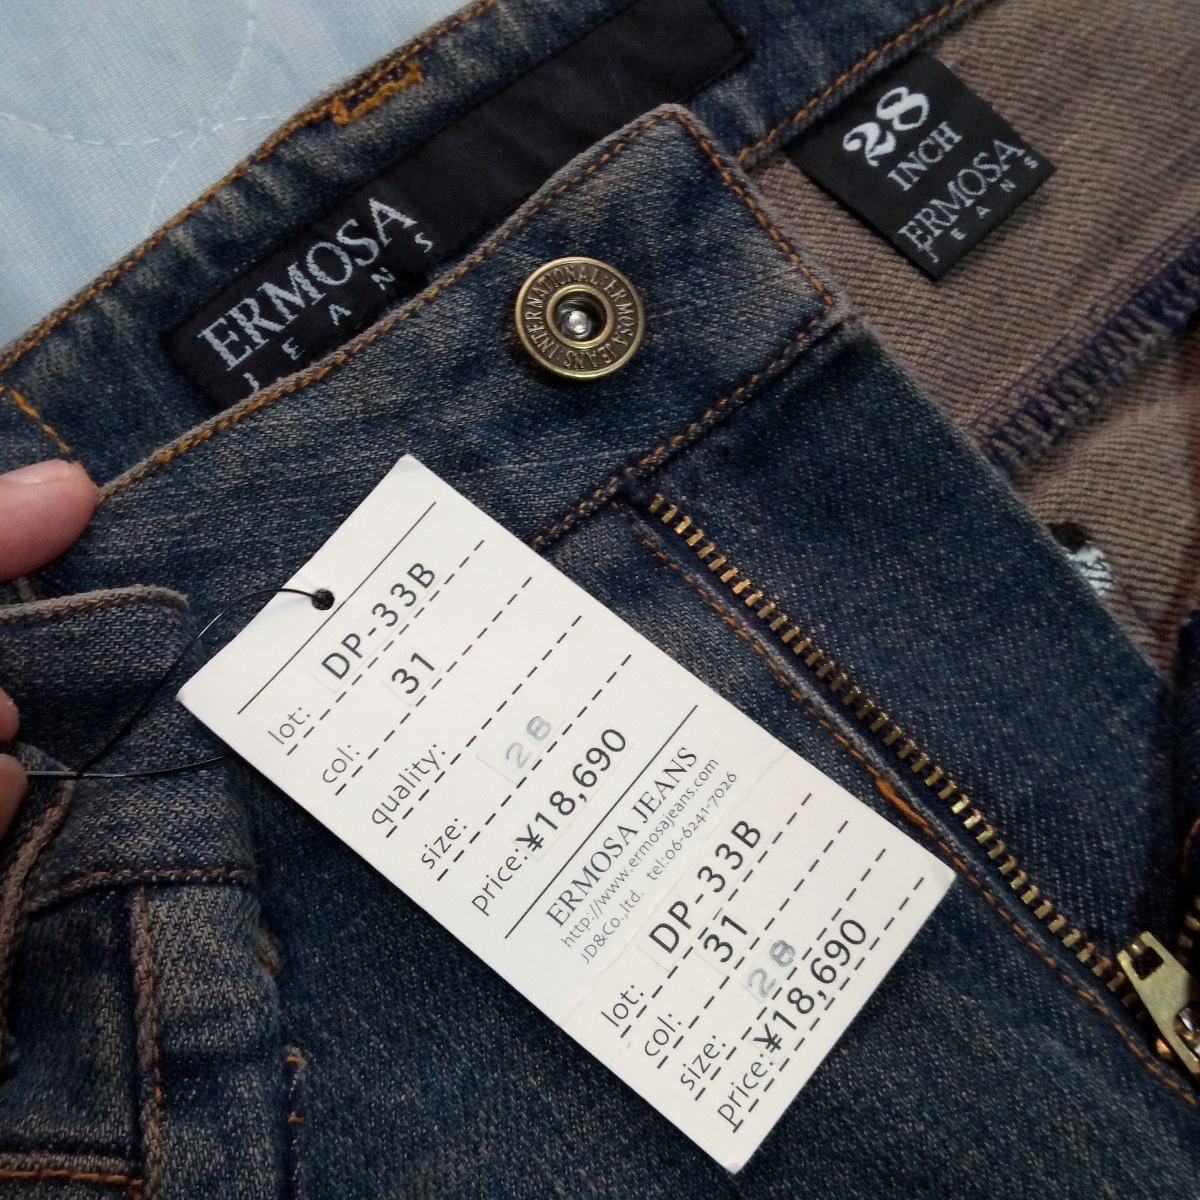 ERMOSA
JEANS
28
INCH
ERMOSA
JEANS
INTERNATIONAL·ERMOSA JEANS·
lot: DP-33B
col: 31
quality:
size: 28
price: ¥18,690
ERMOSA JEANS
http://www.ermosajeans.com
JD&Co.,ltd. tel:06-6241-7026
lot: DP-33B
col: 31
size: 28
price: ¥18,690